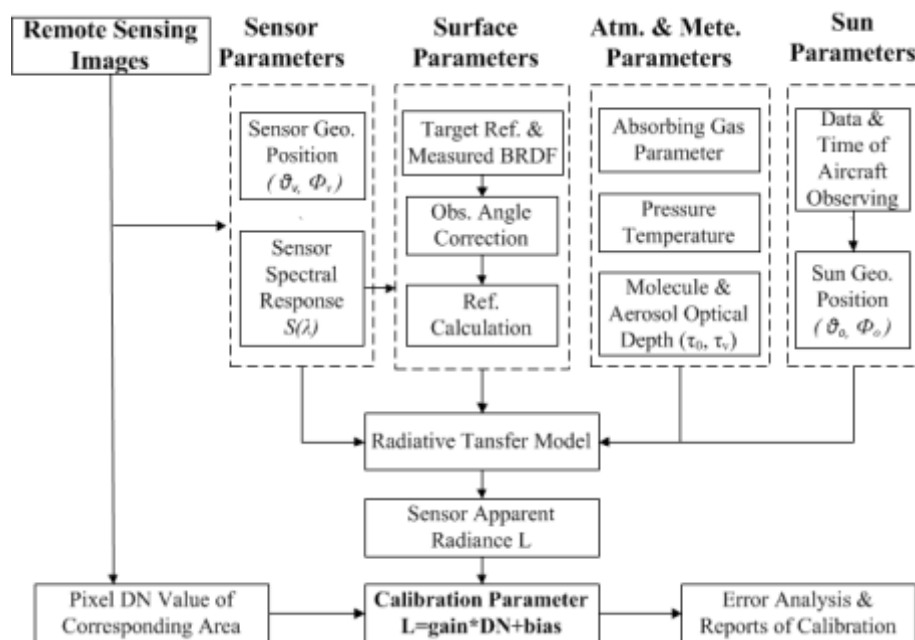 Remote Sensing
Images
Sensor
Parameters
Surface
Parameters
Atm. & Mete.
Parameters
Sun
Parameters
Sensor Geo.
Position
(ϑv, Φv)
Sensor
Spectral
Response
S(λ)
Target Ref. &
Measured BRDF
Obs. Angle
Correction
Ref.
Calculation
Absorbing Gas
Parameter
Pressure
Temperature
Molecule &
Aerosol Optical
Depth (τ0, τv)
Data &
Time of
Aircraft
Observing
Sun Geo.
Position
(ϑo, Φo)
Radiative Tansfer Model
Sensor Apparent
Radiance L
Pixel DN Value of
Corresponding Area
Calibration Parameter
L=gain*DN+bias
Error Analysis &
Reports of Calibration